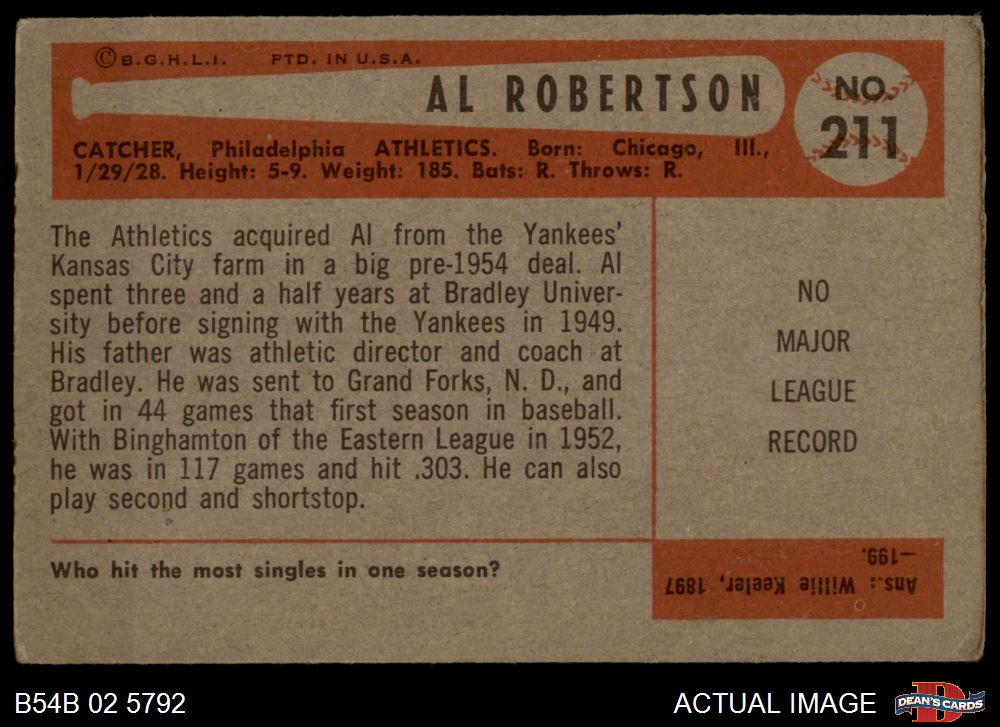 ©B.G.H.L.I. PTD. IN U.S.A.
AL ROBERTSON
NO.
211
CATCHER, Philadelphia ATHLETICS. Born: Chicago, Ill.,
1/29/28. Height: 5-9. Weight: 185. Bats: R. Throws: R.
The Athletics acquired Al from the Yankees'
Kansas City farm in a big pre-1954 deal. Al
spent three and a half years at Bradley Univer-
sity before signing with the Yankees in 1949.
His father was athletic director and coach at
Bradley. He was sent to Grand Forks, N. D., and
got in 44 games that first season in baseball.
With Binghamton of the Eastern League in 1952,
he was in 117 games and hit .303. He can also
play second and shortstop.
NO
MAJOR
LEAGUE
RECORD
Who hit the most singles in one season?
Ans.: Willie Keeler, 1897
—199.
B54B 02 5792
ACTUAL IMAGE
D
DEAN'S CARDS